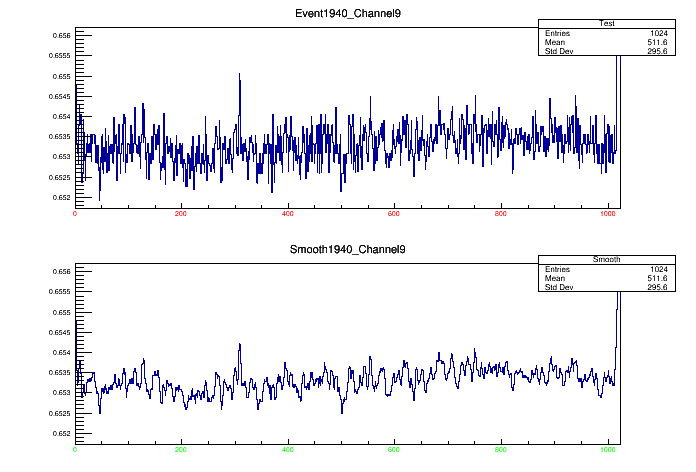 Event1940_Channel9
Test
Entries 1024
Mean 511.6
Std Dev 295.6
0.656
0.6555
0.655
0.6545
0.654
0.6535
0.653
0.6525
0.652
0 200 400 600 800 1000
Smooth1940_Channel9
Smooth
Entries 1024
Mean 511.6
Std Dev 295.6
0.656
0.6555
0.655
0.6545
0.654
0.6535
0.653
0.6525
0.652
0 200 400 600 800 1000